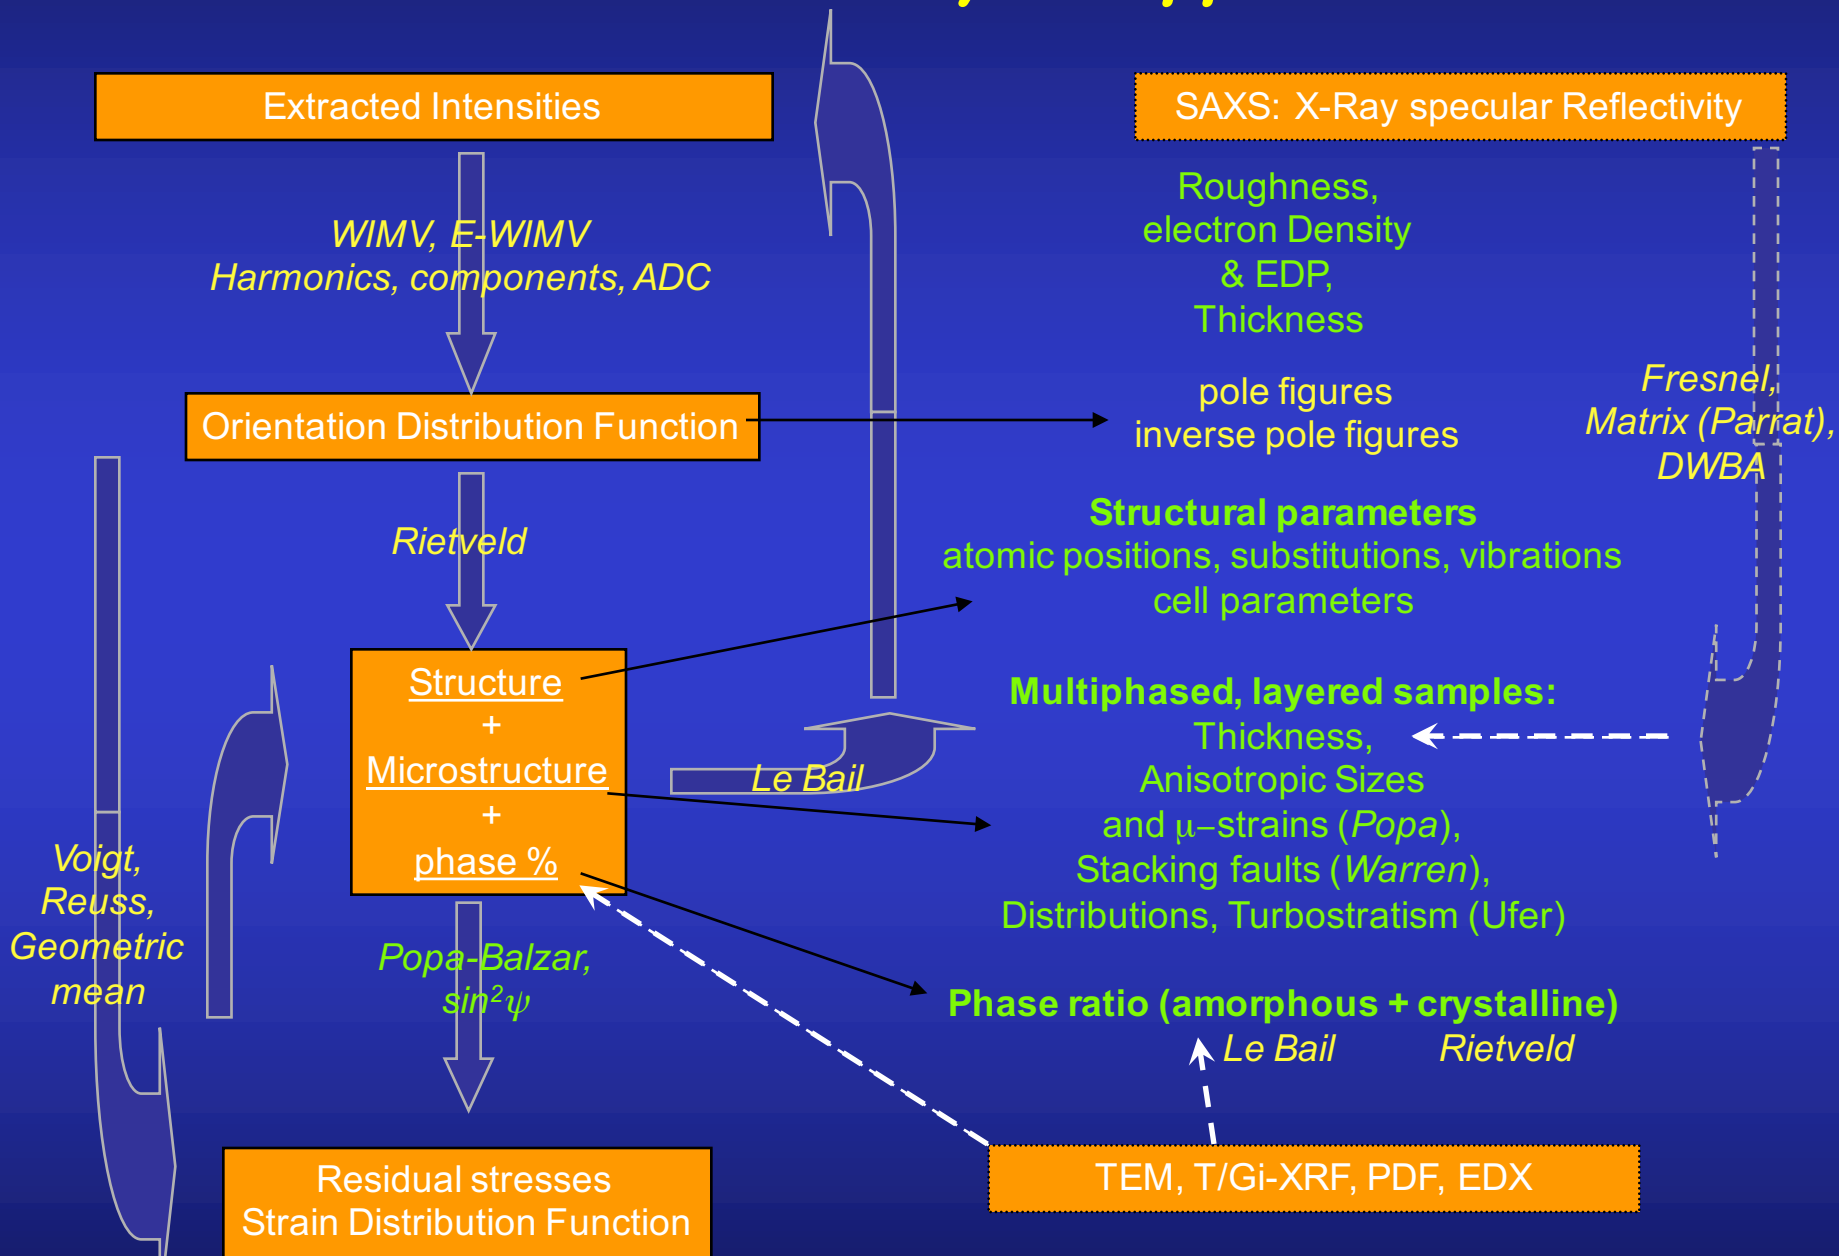 Extracted Intensities
SAXS: X-Ray specular Reflectivity
WIMV, E-WIMV
Harmonics, components, ADC
Roughness,
electron Density
& EDP,
Thickness
Orientation Distribution Function
pole figures
inverse pole figures
Fresnel,
Matrix (Parrat),
DWBA
Rietveld
Structural parameters
atomic positions, substitutions, vibrations
cell parameters
Structure
+
Microstructure
+
phase %
Le Bail
Multiphased, layered samples:
Thickness,
Anisotropic Sizes
and μ–strains (Popa),
Stacking faults (Warren),
Distributions, Turbostratism (Ufer)
Voigt,
Reuss,
Geometric
mean
Popa-Balzar,
sin²ψ
Phase ratio (amorphous + crystalline)
Le Bail Rietveld
Residual stresses
Strain Distribution Function
TEM, T/Gi-XRF, PDF, EDX